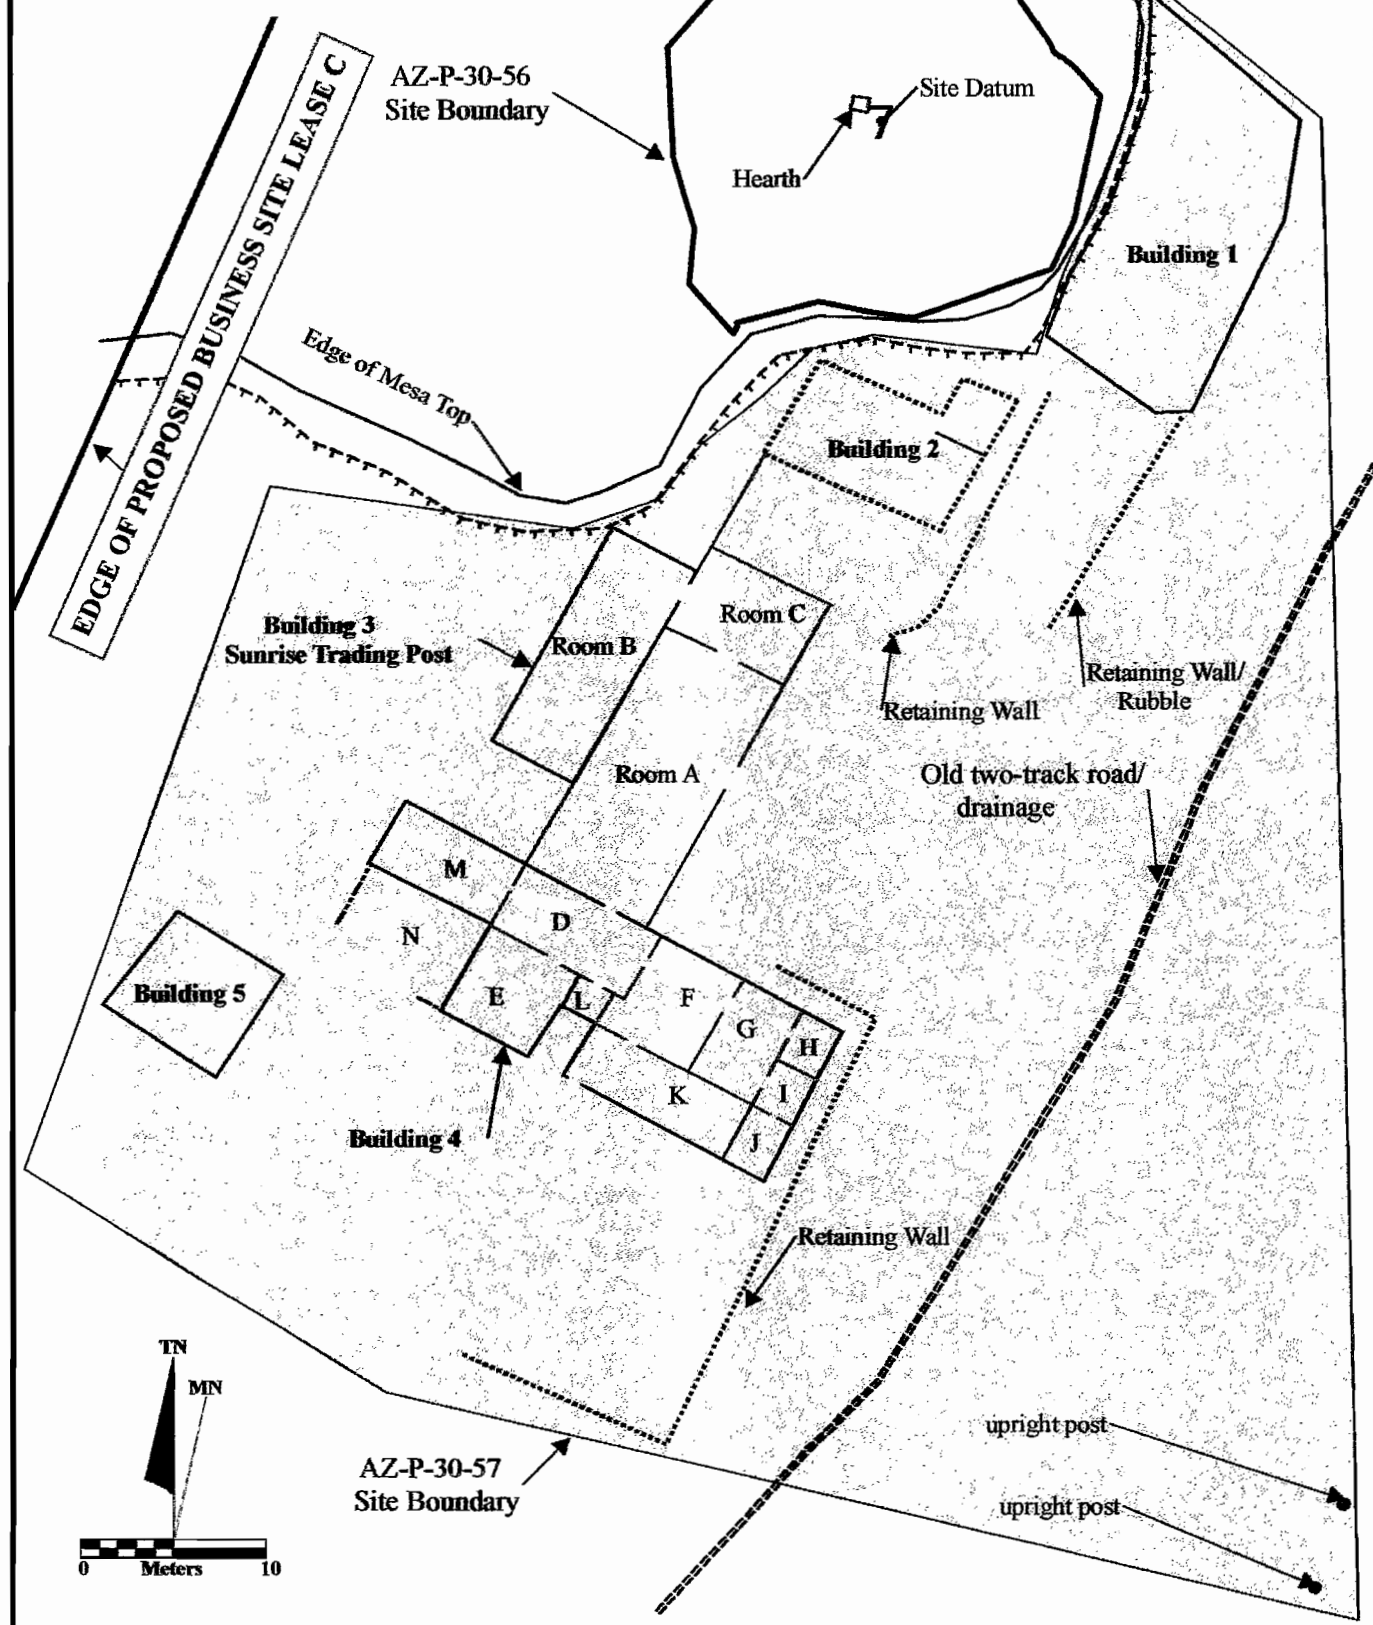 AZ-P-30-56
Site Boundary
Site Datum
Hearth
EDGE OF PROPOSED BUSINESS SITE LEASE C
Building 1
Edge of Mesa Top
Building 2
Building 3
Sunrise Trading Post
Room B
Room C
Retaining Wall/
Rubble
Retaining Wall
Room A
Old two-track road/
drainage
M
D
N
E
L
F
G
H
Building 5
K
I
J
Building 4
Retaining Wall
TN
MN
upright post
AZ-P-30-57
Site Boundary
upright post
0 Meters 10